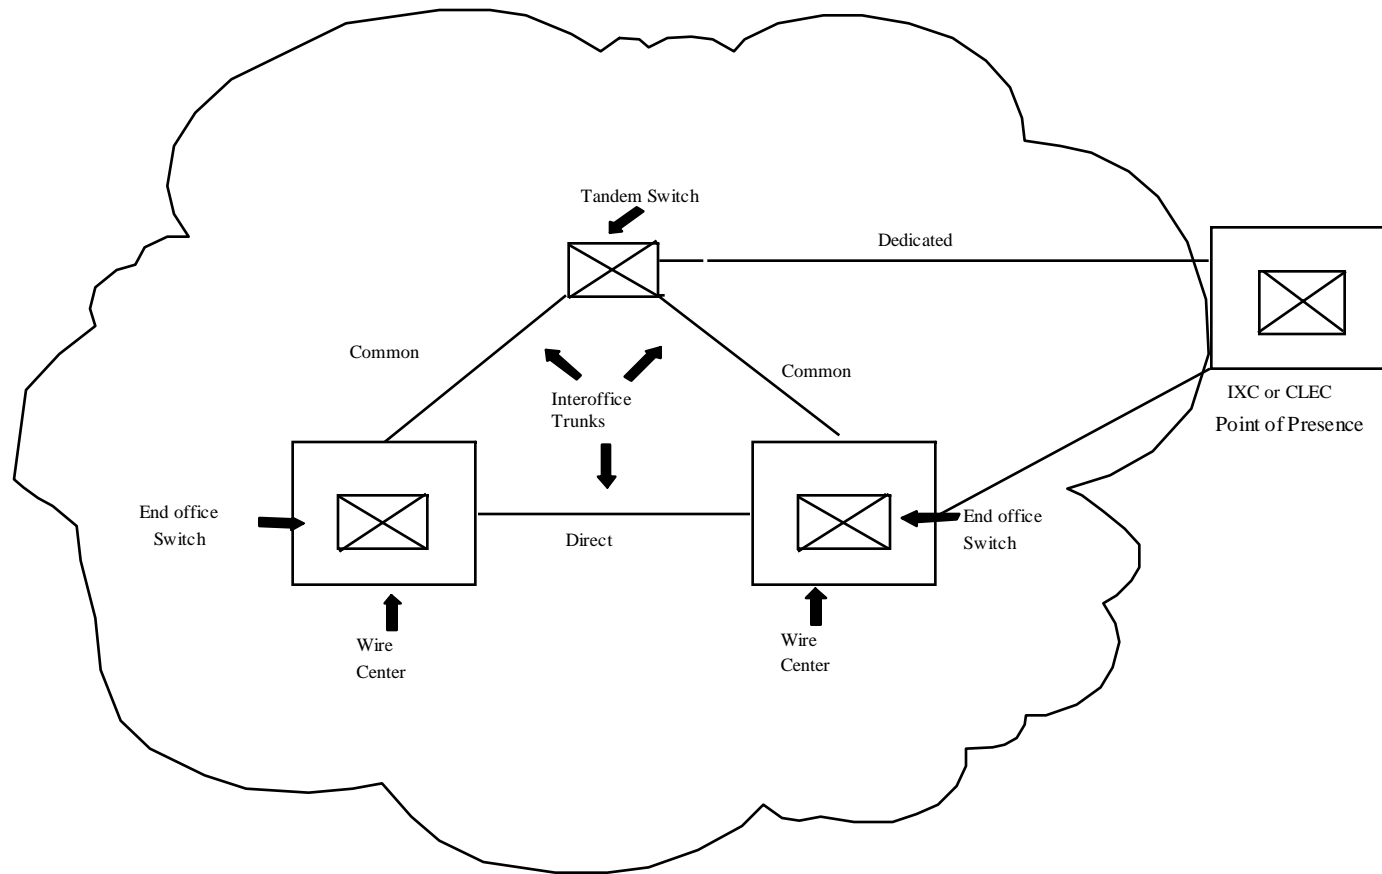 Tandem Switch
Dedicated
Common
Common
Interoffice
Trunks
IXC or CLEC
Point of Presence
End office
Switch
Direct
End office
Switch
Wire
Center
Wire
Center